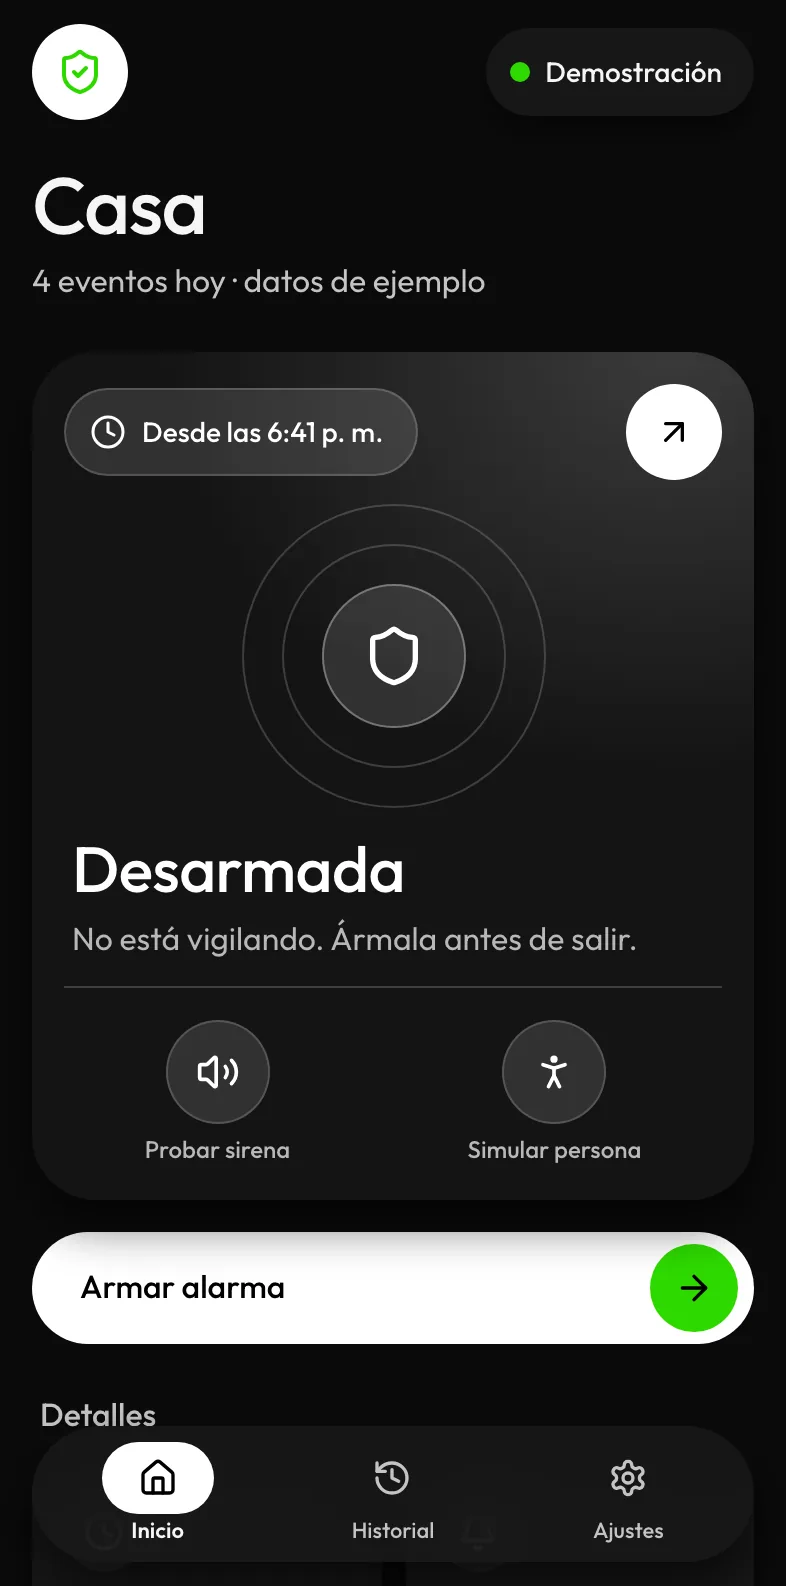 Demostración
Casa
4 eventos hoy · datos de ejemplo
Desde las 6:41 p. m.
Desarmada
No está vigilando. Ármala antes de salir.
Probar sirena
Simular persona
Armar alarma
Detalles
Inicio
Historial
Ajustes